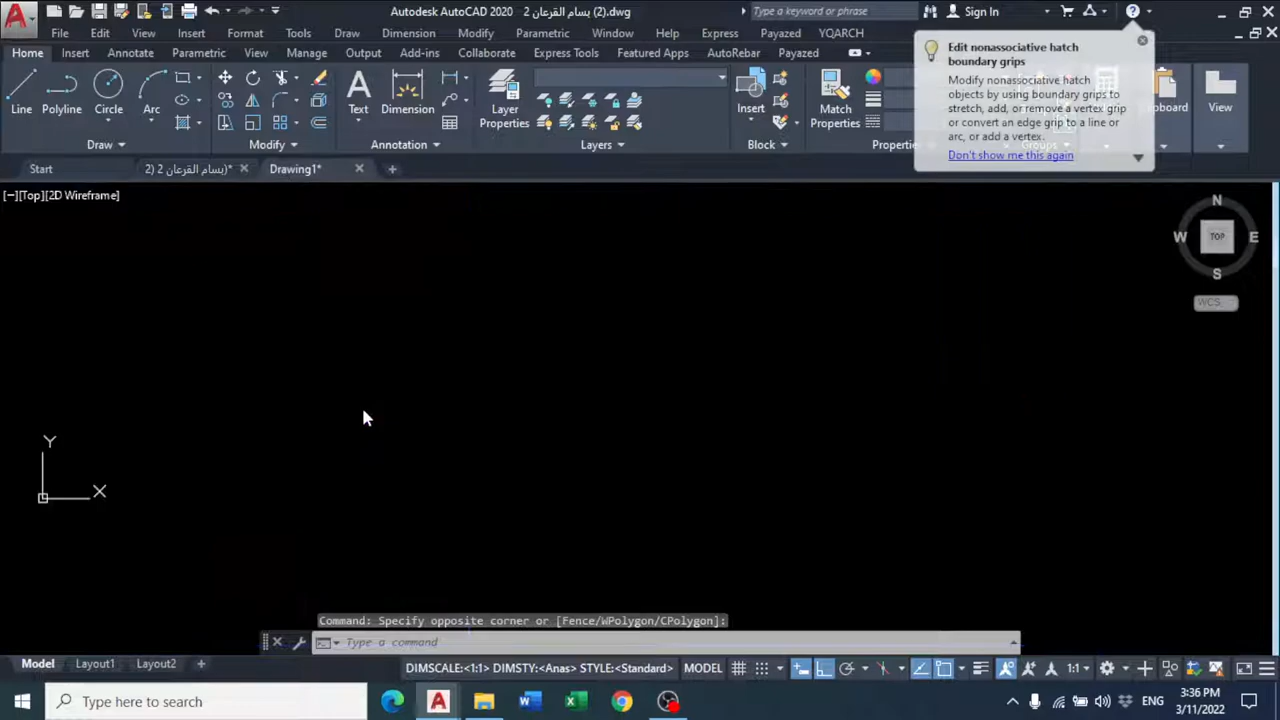 Autodesk AutoCAD 2020 بسام القرعان 2 (2).dwg
Type a keyword or phrase
Sign In
File Edit View Insert Format Tools Draw Dimension Modify Parametric Window Help Express Payazed YQARCH
Home Insert Annotate Parametric View Manage Output Add-ins Collaborate Express Tools Featured Apps AutoRebar Payazed
Edit nonassociative hatch
boundary grips
Modify nonassociative hatch
objects by using boundary grips to
stretch, add, or remove a vertex grip
or convert an edge grip to a line or
arc, or add a vertex.
Don't show me this again
Line Polyline Circle Arc Text Dimension Layer
Properties Insert Match
Properties View
Draw Modify Annotation Layers Block Groups
Start بسام القرعان 2 (2)* Drawing1*
[−][Top][2D Wireframe]
N
W TOP E
S
WCS
Y
X
Command: Specify opposite corner or [Fence/WPolygon/CPolygon]:
Type a command
Model Layout1 Layout2 DIMSCALE:<1:1> DIMSTY:<Anas> STYLE:<Standard> MODEL 1:1
Type here to search
ENG
3:36 PM
3/11/2022